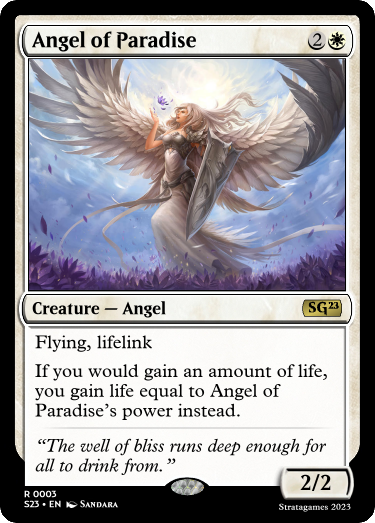 Angel of Paradise 2
Creature — Angel SG23
Flying, lifelink
If you would gain an amount of life,
you gain life equal to Angel of
Paradise's power instead.
“The well of bliss runs deep enough for
all to drink from.”
2/2
R 0003
S23 • EN SANDARA
Stratagames 2023